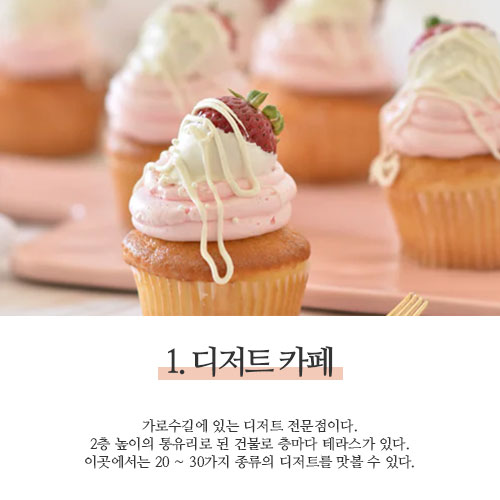 1. 디저트 카페
가로수길에 있는 디저트 전문점이다.
2층 높이의 통유리로 된 건물로 층마다 테라스가 있다.
이곳에서는 20 ~ 30가지 종류의 디저트를 맛볼 수 있다.